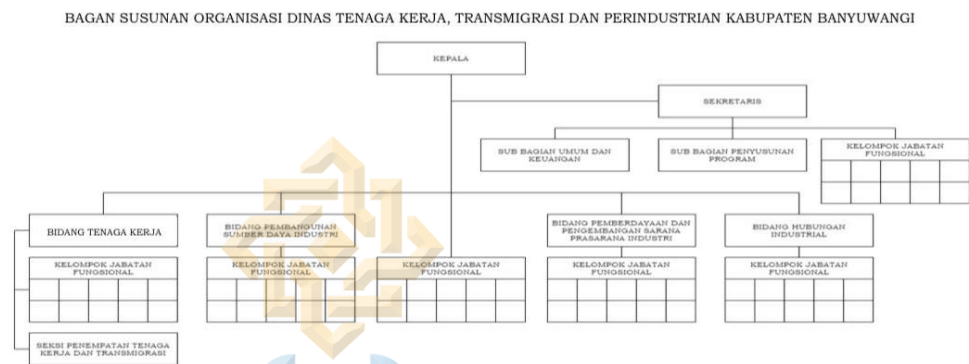 BAGAN SUSUNAN ORGANISASI DINAS TENAGA KERJA, TRANSMIGRASI DAN PERINDUSTRIAN KABUPATEN BANYUWANGI
KEPALA
SEKRETARIS
SUB BAGIAN UMUM DAN
KEUANGAN
SUB BAGIAN PENYUSUNAN
PROGRAM
KELOMPOK JABATAN
FUNGSIONAL
BIDANG TENAGA KERJA
BIDANG PEMBANGUNAN
SUMBER DAYA INDUSTRI
BIDANG PEMBERDAYAAN DAN
PENGEMBANGAN SARANA
PRASARANA INDUSTRI
BIDANG HUBUNGAN
INDUSTRIAL
KELOMPOK JABATAN
FUNGSIONAL
KELOMPOK JABATAN
FUNGSIONAL
KELOMPOK JABATAN
FUNGSIONAL
KELOMPOK JABATAN
FUNGSIONAL
KELOMPOK JABATAN
FUNGSIONAL
SEKSI PENEMPATAN TENAGA
KERJA DAN TRANSMIGRASI